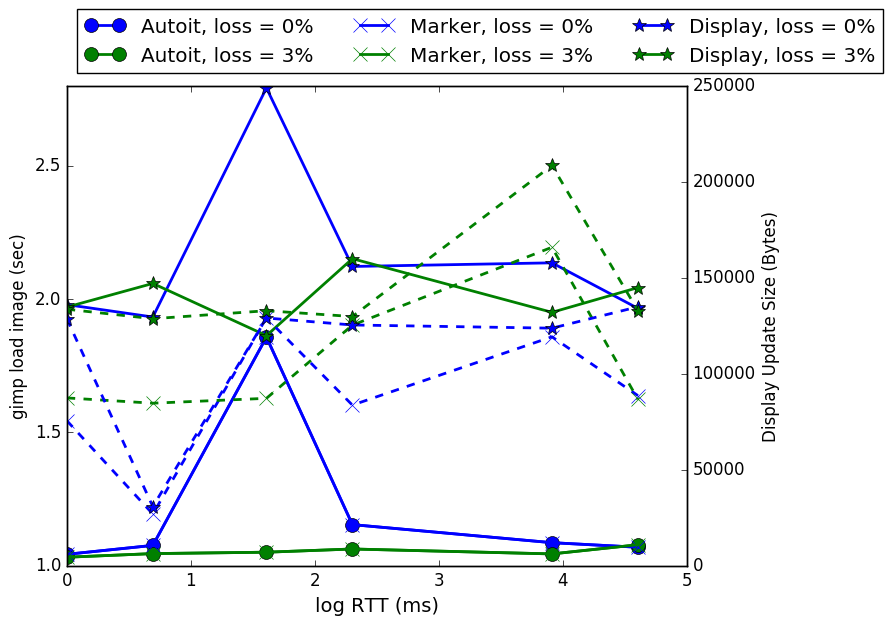 Autoit, loss = 0% Marker, loss = 0% Display, loss = 0%
Autoit, loss = 3% Marker, loss = 3% Display, loss = 3%
250000
2.5
200000
150000
2.0
100000
1.5
50000
1.0
0
gimp load image (sec)
Display Update Size (Bytes)
0 1 2 3 4 5
log RTT (ms)